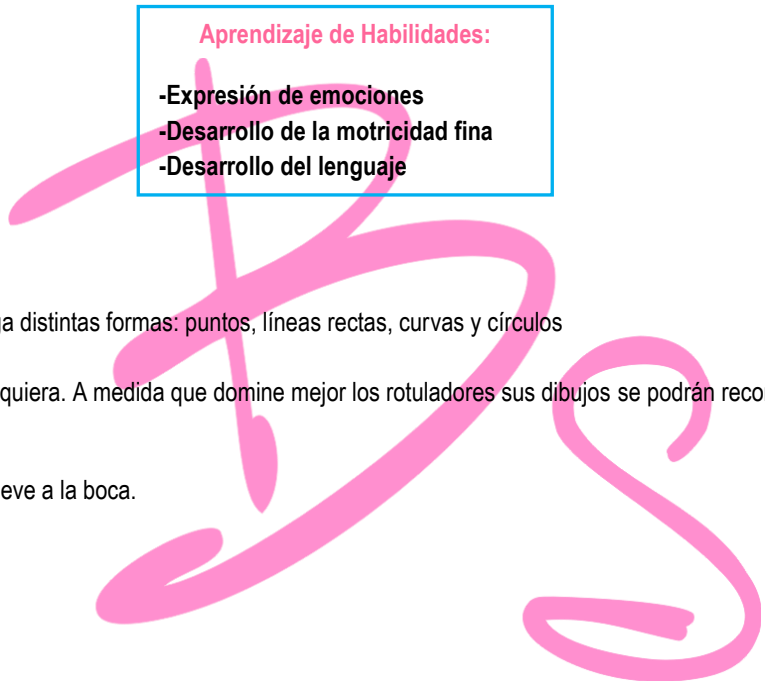 Aprendizaje de Habilidades:
-Expresión de emociones
-Desarrollo de la motricidad fina
-Desarrollo del lenguaje
distintas formas: puntos, líneas rectas, curvas y círculos
quiera. A medida que domine mejor los rotuladores sus dibujos se podrán
a la boca.
BS